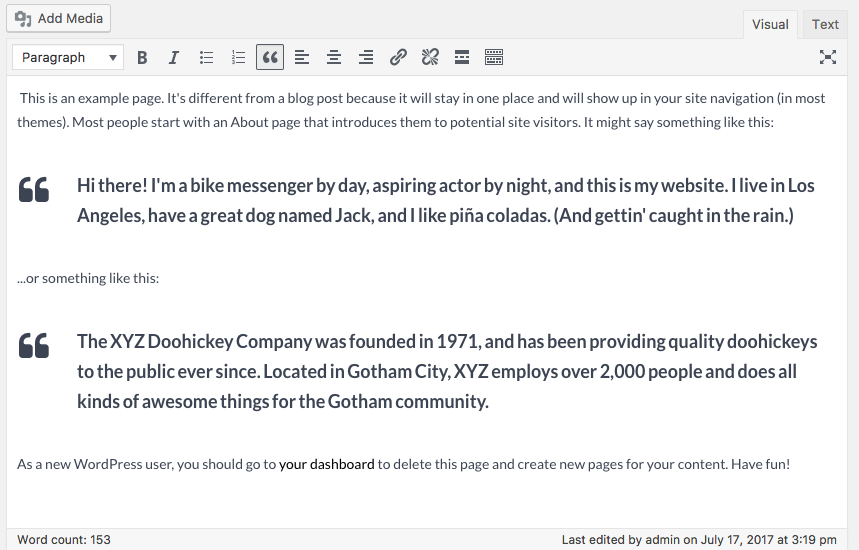 Add Media
Visual
Text
Paragraph
This is an example page. It's different from a blog post because it will stay in one place and will show up in your site navigation (in most
themes). Most people start with an About page that introduces them to potential site visitors. It might say something like this:
Hi there! I'm a bike messenger by day, aspiring actor by night, and this is my website. I live in Los
Angeles, have a great dog named Jack, and I like piña coladas. (And gettin' caught in the rain.)
...or something like this:
The XYZ Doohickey Company was founded in 1971, and has been providing quality doohickeys
to the public ever since. Located in Gotham City, XYZ employs over 2,000 people and does all
kinds of awesome things for the Gotham community.
As a new WordPress user, you should go to your dashboard to delete this page and create new pages for your content. Have fun!
Word count: 153
Last edited by admin on July 17, 2017 at 3:19 pm